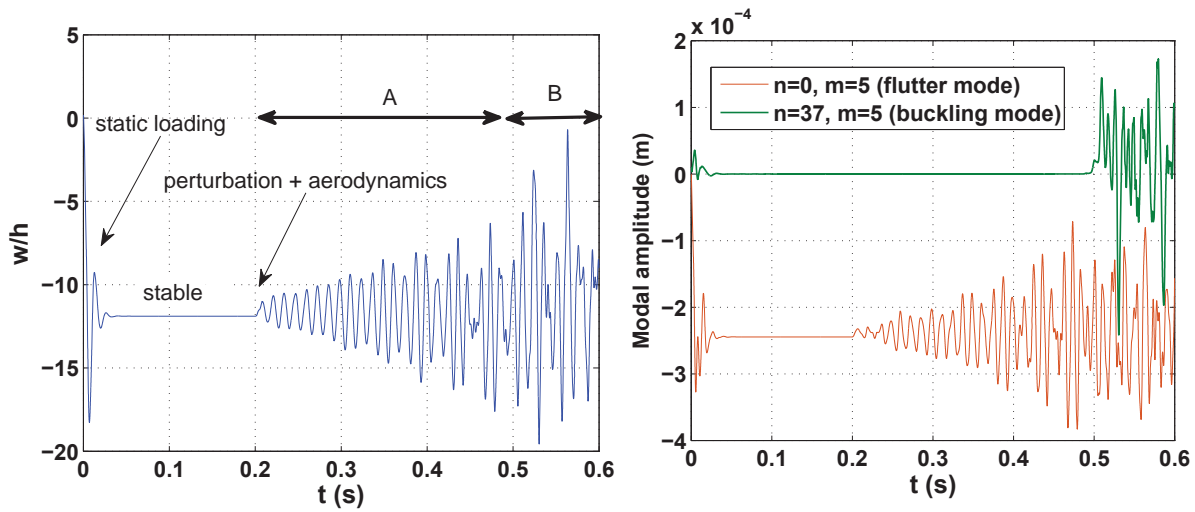 5
0
−5
−10
−15
−20
w/h
0
0.1
0.2
0.3
0.4
0.5
0.6
t (s)
static loading
perturbation + aerodynamics
stable
A
B
x 10⁻⁴
2
1
0
−1
−2
−3
−4
Modal amplitude (m)
0
0.1
0.2
0.3
0.4
0.5
0.6
t (s)
n=0, m=5 (flutter mode)
n=37, m=5 (buckling mode)